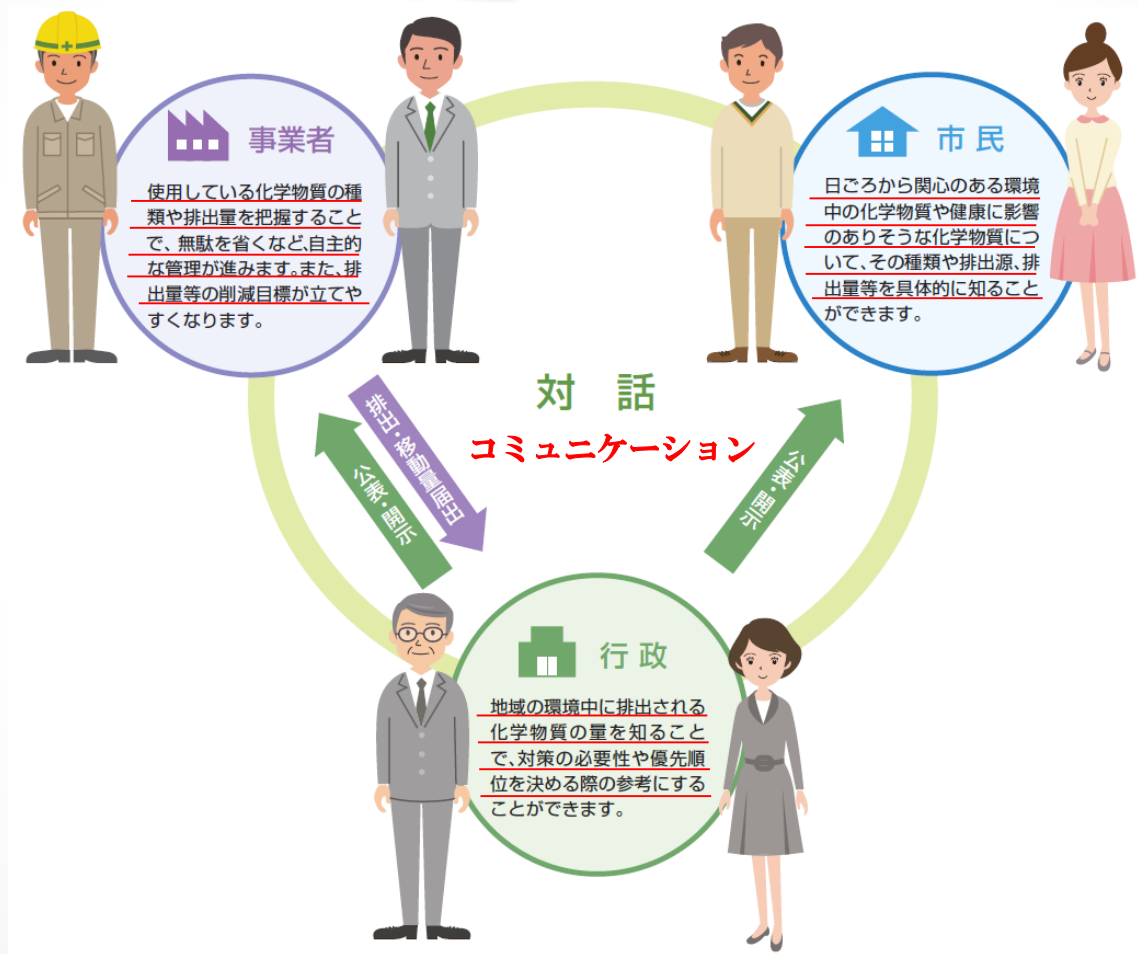 事業者
使用している化学物質の種
類や排出量を把握すること
で、無駄を省くなど、自主的
な管理が進みます。また、排
出量等の削減目標が立てや
すくなります。
市民
日ごろから関心のある環境
中の化学物質や健康に影響
のありそうな化学物質につ
いて、その種類や排出源、排
出量等を具体的に知ること
ができます。
対話
コミュニケーション
排出・移動量届出
公表・開示
公表・開示
行政
地域の環境中に排出される
化学物質の量を知ること
で、対策の必要性や優先順
位を決める際の参考にする
ことができます。